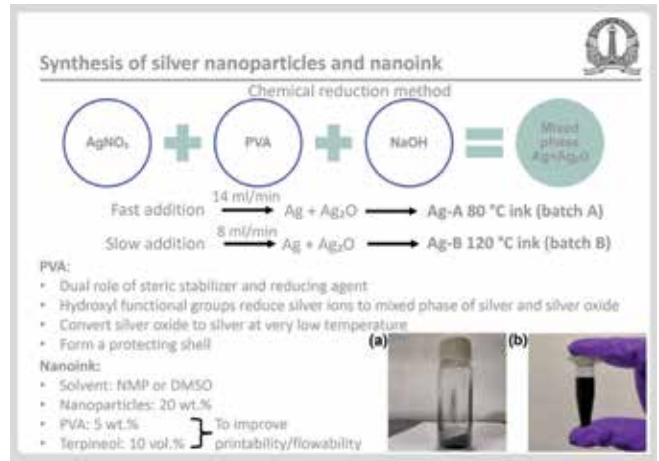 Synthesis of silver nanoparticles and nanoink
Chemical reduction method
AgNO₃
PVA
NaOH
Mixed
phase
Ag+Ag₂O
14 ml/min
Fast addition Ag + Ag₂O Ag-A 80 °C ink (batch A)
8 ml/min
Slow addition Ag + Ag₂O Ag-B 120 °C ink (batch B)
PVA:
• Dual role of steric stabilizer and reducing agent
• Hydroxyl functional groups reduce silver ions to mixed phase of silver and silver oxide
• Convert silver oxide to silver at very low temperature
• Form a protecting shell
(a)
(b)
Nanoink:
• Solvent: NMP or DMSO
• Nanoparticles: 20 wt.%
• PVA: 5 wt.%
• Terpineol: 10 vol.%
To improve
printability/flowability